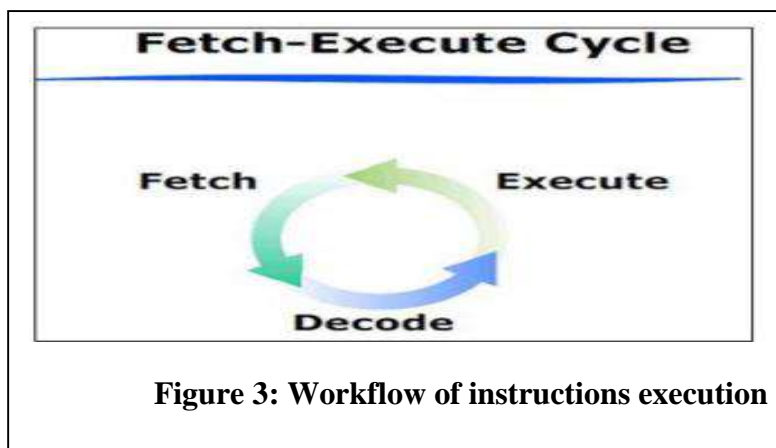 Fetch-Execute Cycle
Fetch
Execute
Decode
Figure 3: Workflow of instructions execution